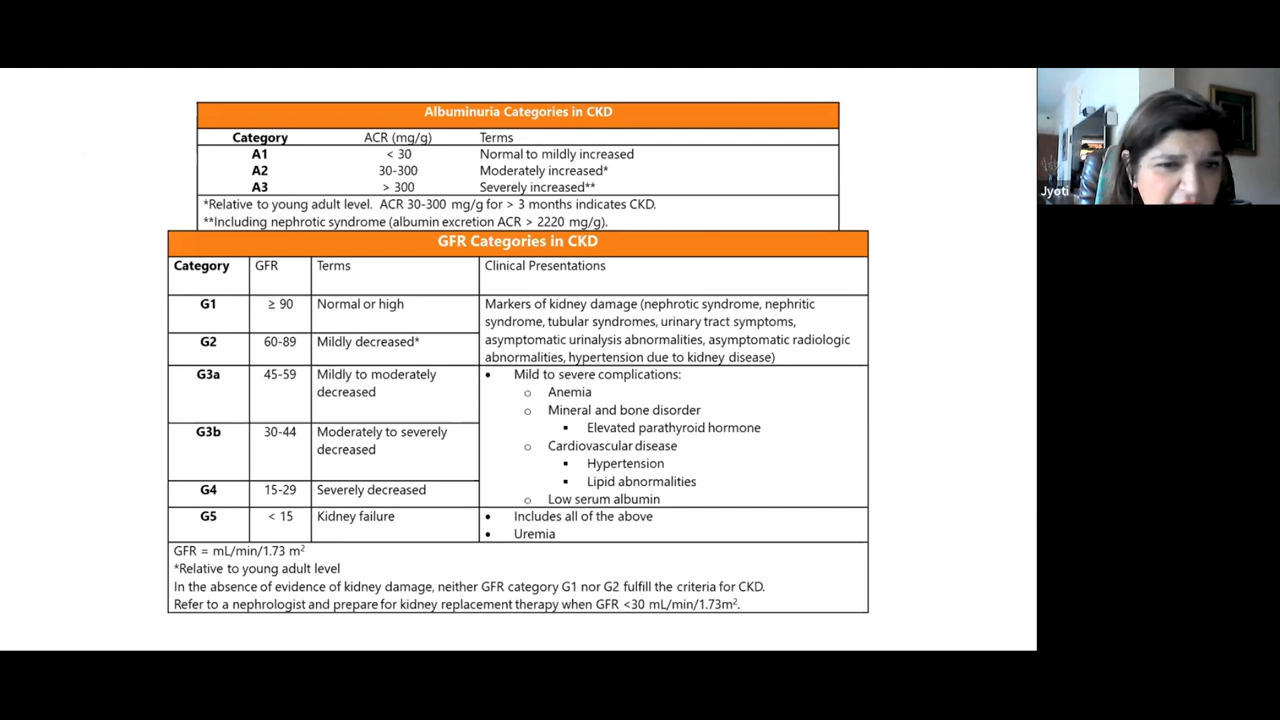 Albuminuria Categories in CKD
Category ACR (mg/g) Terms
A1 < 30 Normal to mildly increased
A2 30-300 Moderately increased*
A3 > 300 Severely increased**
*Relative to young adult level. ACR 30-300 mg/g for > 3 months indicates CKD.
**Including nephrotic syndrome (albumin excretion ACR > 2220 mg/g).
GFR Categories in CKD
Category GFR Terms Clinical Presentations
G1 ≥ 90 Normal or high
Markers of kidney damage (nephrotic syndrome, nephritic
syndrome, tubular syndromes, urinary tract symptoms,
asymptomatic urinalysis abnormalities, asymptomatic radiologic
abnormalities, hypertension due to kidney disease)
G2 60-89 Mildly decreased*
G3a 45-59 Mildly to moderately
decreased
G3b 30-44 Moderately to severely
decreased
G4 15-29 Severely decreased
• Mild to severe complications:
o Anemia
o Mineral and bone disorder
▪ Elevated parathyroid hormone
o Cardiovascular disease
▪ Hypertension
▪ Lipid abnormalities
o Low serum albumin
G5 < 15 Kidney failure
• Includes all of the above
• Uremia
GFR = mL/min/1.73 m²
*Relative to young adult level
In the absence of evidence of kidney damage, neither GFR category G1 nor G2 fulfill the criteria for CKD.
Refer to a nephrologist and prepare for kidney replacement therapy when GFR <30 mL/min/1.73m².
Jyoti